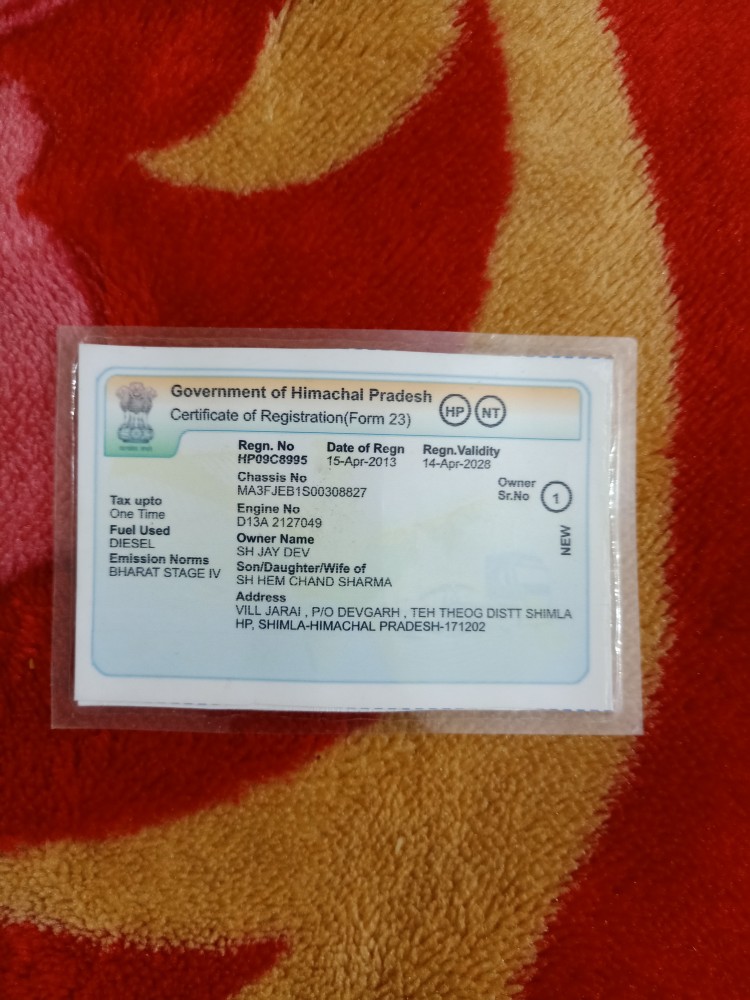 Government of Himachal Pradesh
Certificate of Registration(Form 23)
HP NT
Regn. No Date of Regn Regn.Validity
HP09C8995 15-Apr-2013 14-Apr-2028
Chassis No
MA3FJEB1S00308827
Owner
Sr.No 1
Engine No
D13A 2127049
NEW
Tax upto
One Time
Fuel Used
DIESEL
Emission Norms
BHARAT STAGE IV
Owner Name
SH JAY DEV
Son/Daughter/Wife of
SH HEM CHAND SHARMA
Address
VILL JARAI , P/O DEVGARH , TEH THEOG DISTT SHIMLA
HP, SHIMLA-HIMACHAL PRADESH-171202